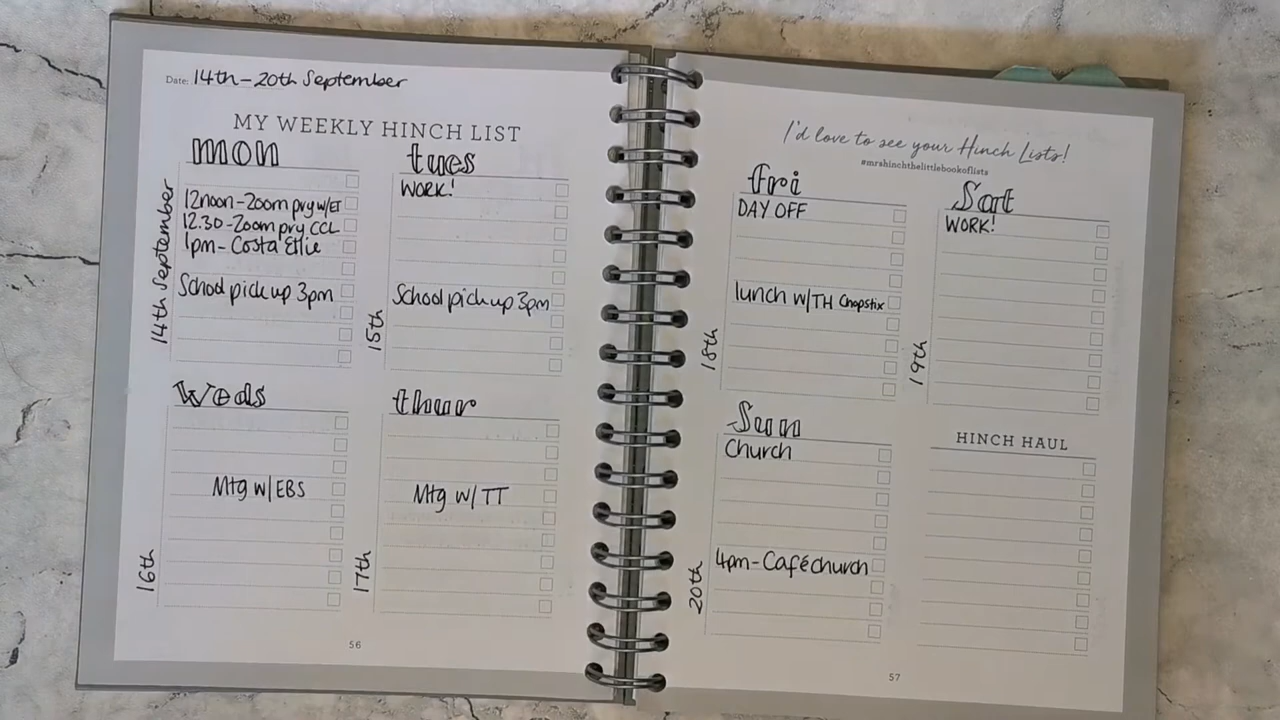 Date: 14th-20th September
MY WEEKLY HINCH LIST
mon
12noon-Zoom pry w/ET
12.30-Zoom pry CCL
1pm-Costa Ellie
School pick up 3pm
14th September
tues
WORK!
School pick up 3pm
15th
Weds
Mtg W/EBS
16th
thur
Mtg W/TT
17th
56
I'd love to see your Hinch Lists!
#mrshinchthelittlebookoflists
fri
DAY OFF
lunch W/TH Chopstix
18th
Sat
WORK!
19th
Sun
Church
4pm-Café church
20th
HINCH HAUL
57